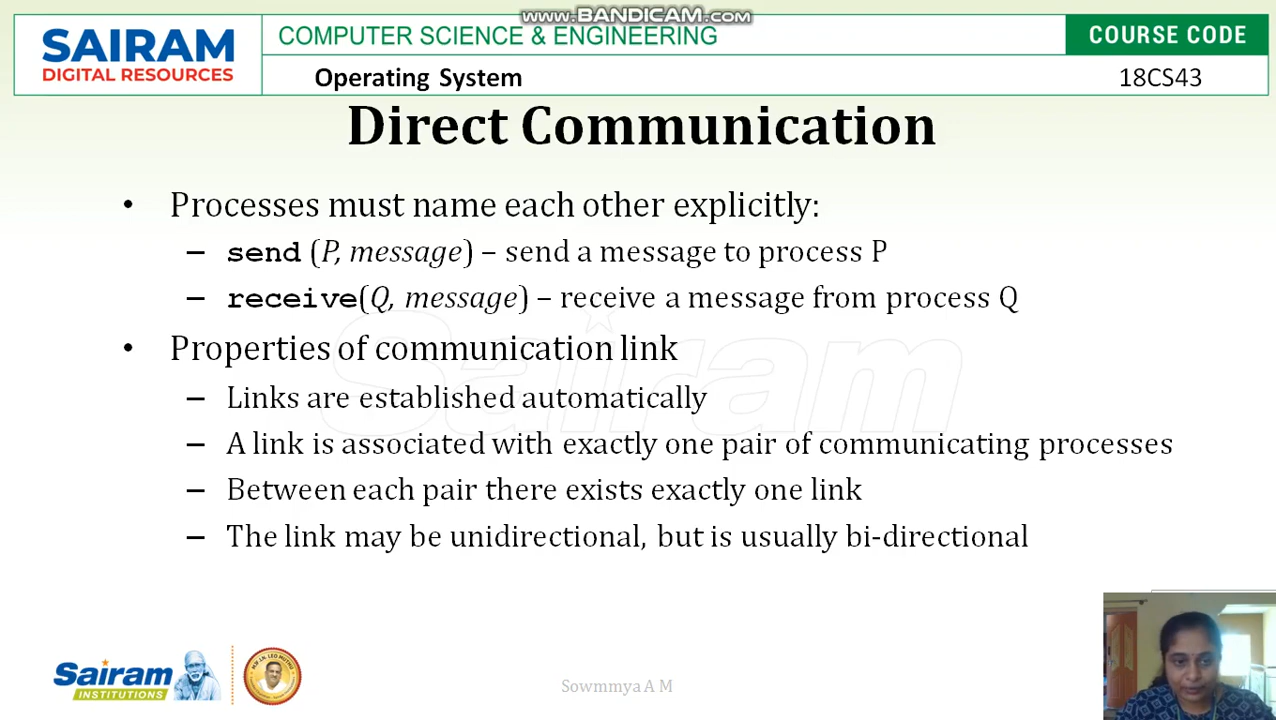 www.BANDICAM.com
SAIRAM
DIGITAL RESOURCES
COMPUTER SCIENCE & ENGINEERING
COURSE CODE
Operating System
18CS43
Direct Communication
• Processes must name each other explicitly:
– send (P, message) – send a message to process P
– receive(Q, message) – receive a message from process Q
• Properties of communication link
– Links are established automatically
– A link is associated with exactly one pair of communicating processes
– Between each pair there exists exactly one link
– The link may be unidirectional, but is usually bi-directional
Sairam
Sairam
INSTITUTIONS
Sowmmya A M